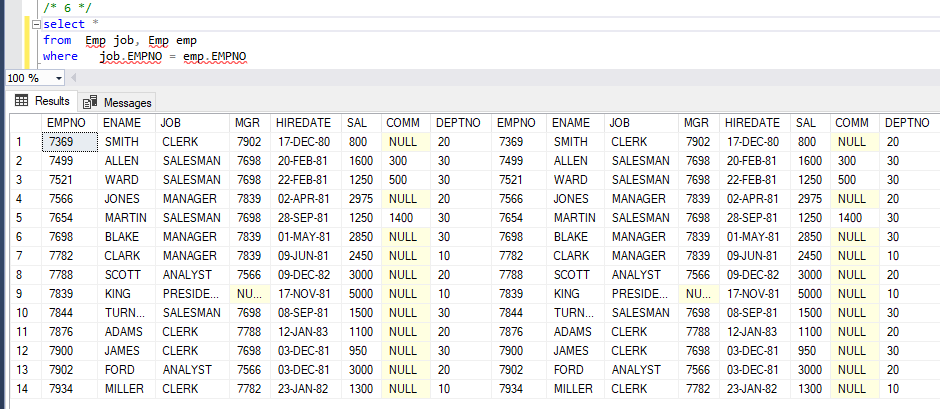 /* 6 */
select *
from Emp job, Emp emp
where job.EMPNO = emp.EMPNO
100 %
Results Messages
EMPNO ENAME JOB MGR HIREDATE SAL COMM DEPTNO EMPNO ENAME JOB MGR HIREDATE SAL COMM DEPTNO
1 7369 SMITH CLERK 7902 17-DEC-80 800 NULL 20 7369 SMITH CLERK 7902 17-DEC-80 800 NULL 20
2 7499 ALLEN SALESMAN 7698 20-FEB-81 1600 300 30 7499 ALLEN SALESMAN 7698 20-FEB-81 1600 300 30
3 7521 WARD SALESMAN 7698 22-FEB-81 1250 500 30 7521 WARD SALESMAN 7698 22-FEB-81 1250 500 30
4 7566 JONES MANAGER 7839 02-APR-81 2975 NULL 20 7566 JONES MANAGER 7839 02-APR-81 2975 NULL 20
5 7654 MARTIN SALESMAN 7698 28-SEP-81 1250 1400 30 7654 MARTIN SALESMAN 7698 28-SEP-81 1250 1400 30
6 7698 BLAKE MANAGER 7839 01-MAY-81 2850 NULL 30 7698 BLAKE MANAGER 7839 01-MAY-81 2850 NULL 30
7 7782 CLARK MANAGER 7839 09-JUN-81 2450 NULL 10 7782 CLARK MANAGER 7839 09-JUN-81 2450 NULL 10
8 7788 SCOTT ANALYST 7566 09-DEC-82 3000 NULL 20 7788 SCOTT ANALYST 7566 09-DEC-82 3000 NULL 20
9 7839 KING PRESIDE... NU... 17-NOV-81 5000 NULL 10 7839 KING PRESIDE... NU... 17-NOV-81 5000 NULL 10
10 7844 TURN... SALESMAN 7698 08-SEP-81 1500 NULL 30 7844 TURN... SALESMAN 7698 08-SEP-81 1500 NULL 30
11 7876 ADAMS CLERK 7788 12-JAN-83 1100 NULL 20 7876 ADAMS CLERK 7788 12-JAN-83 1100 NULL 20
12 7900 JAMES CLERK 7698 03-DEC-81 950 NULL 30 7900 JAMES CLERK 7698 03-DEC-81 950 NULL 30
13 7902 FORD ANALYST 7566 03-DEC-81 3000 NULL 20 7902 FORD ANALYST 7566 03-DEC-81 3000 NULL 20
14 7934 MILLER CLERK 7782 23-JAN-82 1300 NULL 10 7934 MILLER CLERK 7782 23-JAN-82 1300 NULL 10